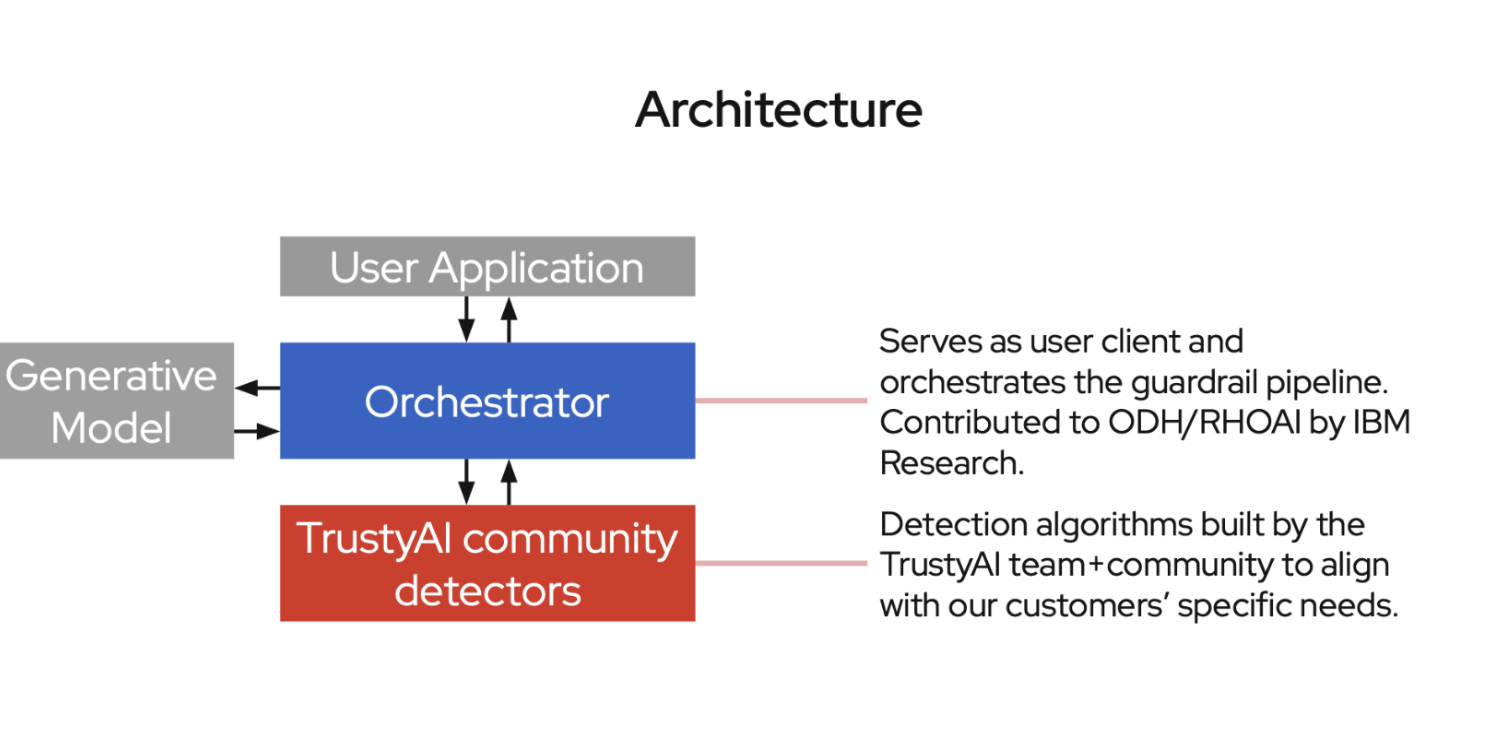 Architecture
User Application
Generative
Model
Orchestrator
TrustyAI community
detectors
Serves as user client and
orchestrates the guardrail pipeline.
Contributed to ODH/RHOAI by IBM
Research.
Detection algorithms built by the
TrustyAI team+community to align
with our customers’ specific needs.